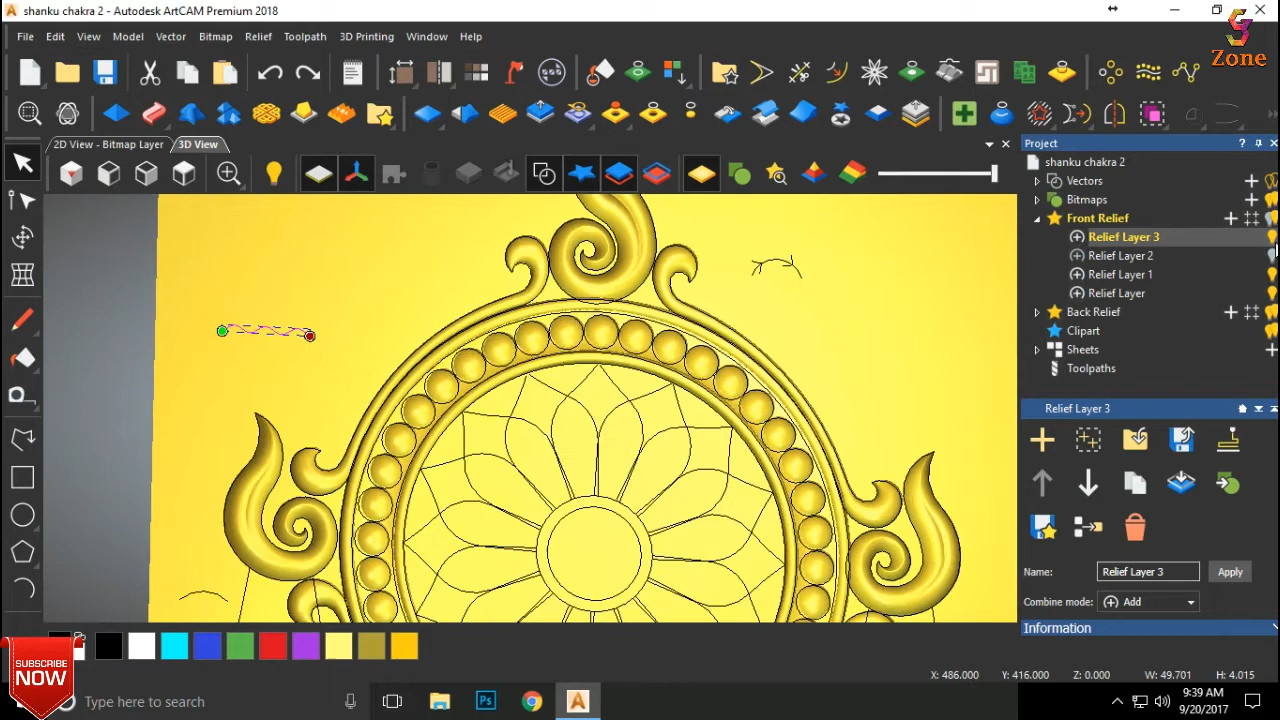 shanku chakra 2 - Autodesk ArtCAM Premium 2018
File Edit View Model Vector Bitmap Relief Toolpath 3D Printing Window Help
Zone
2D View - Bitmap Layer 3D View
Project
shanku chakra 2
Vectors
Bitmaps
Front Relief
Relief Layer 3
Relief Layer 2
Relief Layer 1
Relief Layer
Back Relief
Clipart
Sheets
Toolpaths
Relief Layer 3
Name: Relief Layer 3 Apply
Combine mode: Add
Information
X: 486.000 Y: 416.000 Z: 0.000 W: 49.701 H: 4.015
SUBSCRIBE
NOW
Type here to search
9:39 AM
9/20/2017